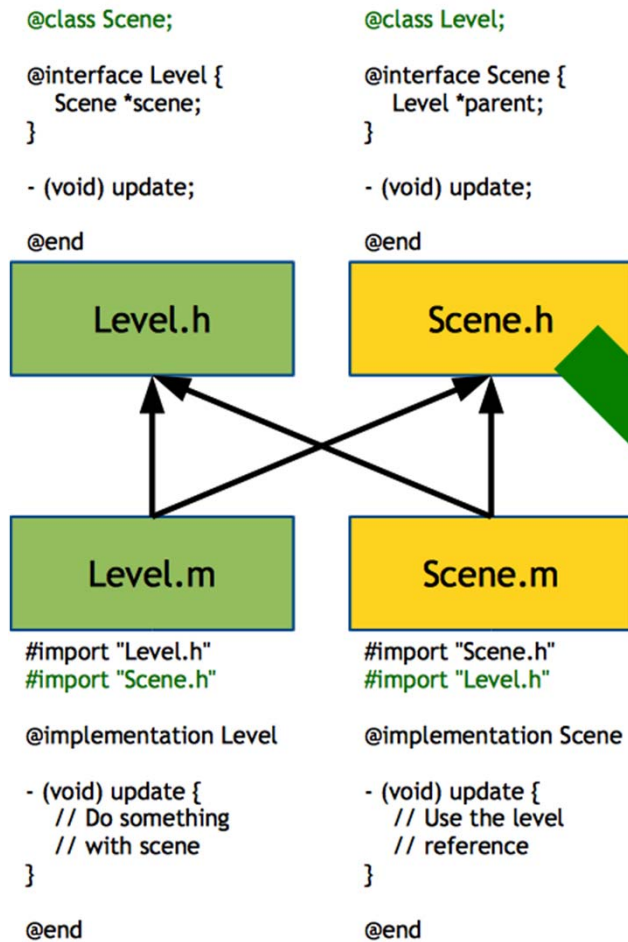 @class Scene;
@interface Level {
Scene *scene;
}
- (void) update;
@end
Level.h
@class Level;
@interface Scene {
Level *parent;
}
- (void) update;
@end
Scene.h
Level.m
#import "Level.h"
#import "Scene.h"
@implementation Level
- (void) update {
// Do something
// with scene
}
@end
Scene.m
#import "Scene.h"
#import "Level.h"
@implementation Scene
- (void) update {
// Use the level
// reference
}
@end